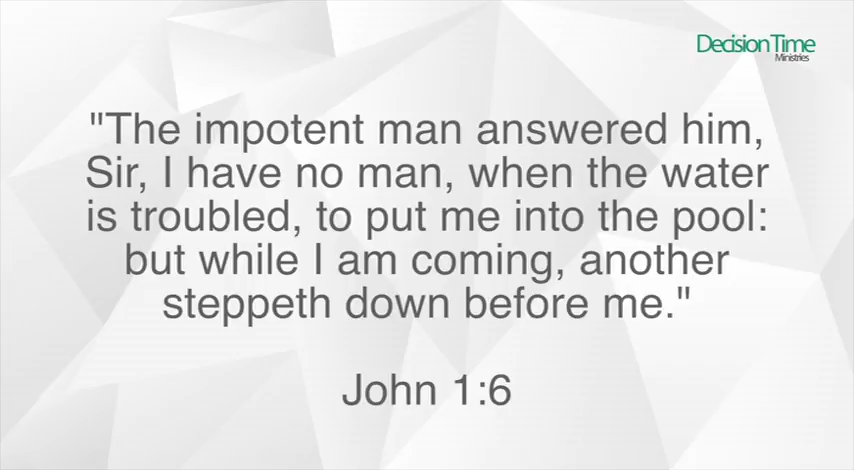 DecisionTime
Ministries
"The impotent man answered him,
Sir, I have no man, when the water
is troubled, to put me into the pool:
but while I am coming, another
steppeth down before me."
John 1:6